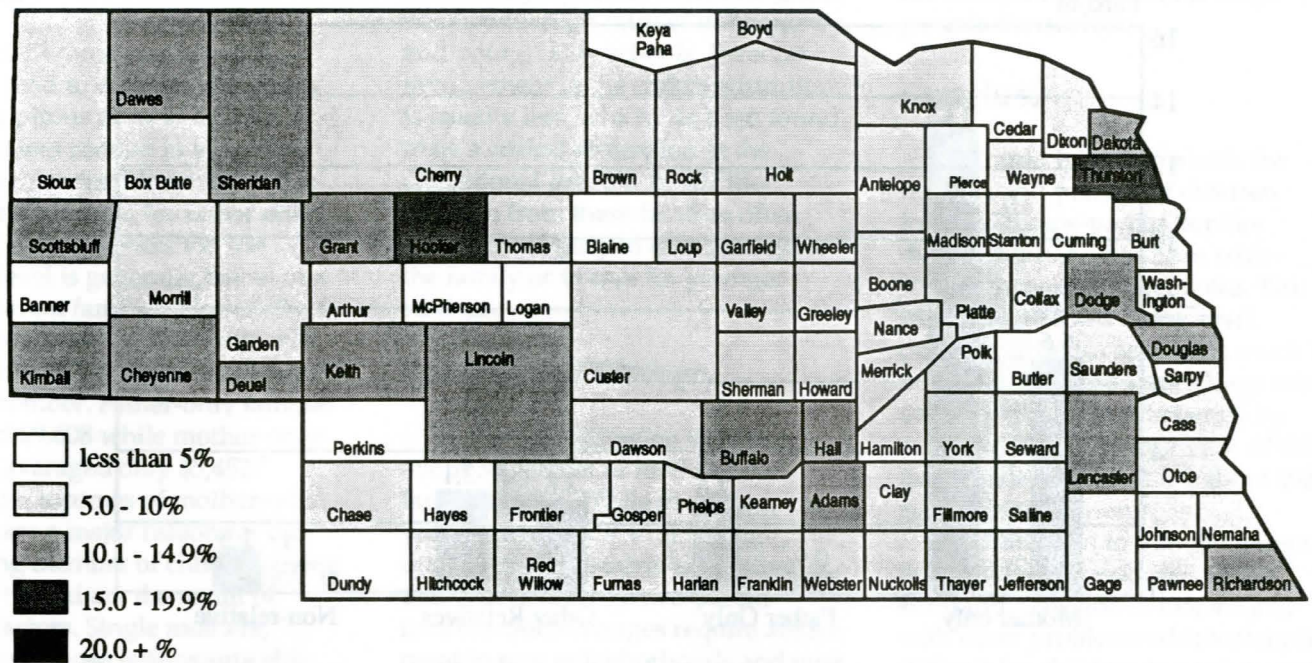 Keya Boyd
Paha
Dawes
Knox
Cedar
Dixon Dakota
Sioux Box Butte Sheridan Cherry Brown Rock Holt Antelope Pierce Wayne Thurston
Scottsbluff Grant Hooker Thomas Blaine Loup Garfield Wheeler Madison Stanton Cuming Burt
Banner Morrill Arthur McPherson Logan Valley Greeley Boone Platte Colfax Dodge Wash-
ington
Nance
Garden Lincoln Polk Douglas
Kimball Cheyenne Deuel Keith Custer Sherman Howard Merrick Butler Saunders Sarpy
Cass
less than 5% Perkins Dawson Buffalo Hall Hamilton York Seward
5.0 - 10% Chase Hayes Frontier Gosper Phelps Kearney Adams Clay Fillmore Saline Lancaster Otoe
Johnson Nemaha
10.1 - 14.9% Dundy Hitchcock Red
Willow Furnas Harlan Franklin Webster Nuckolls Thayer Jefferson Gage Pawnee Richardson
15.0 - 19.9%
20.0 + %